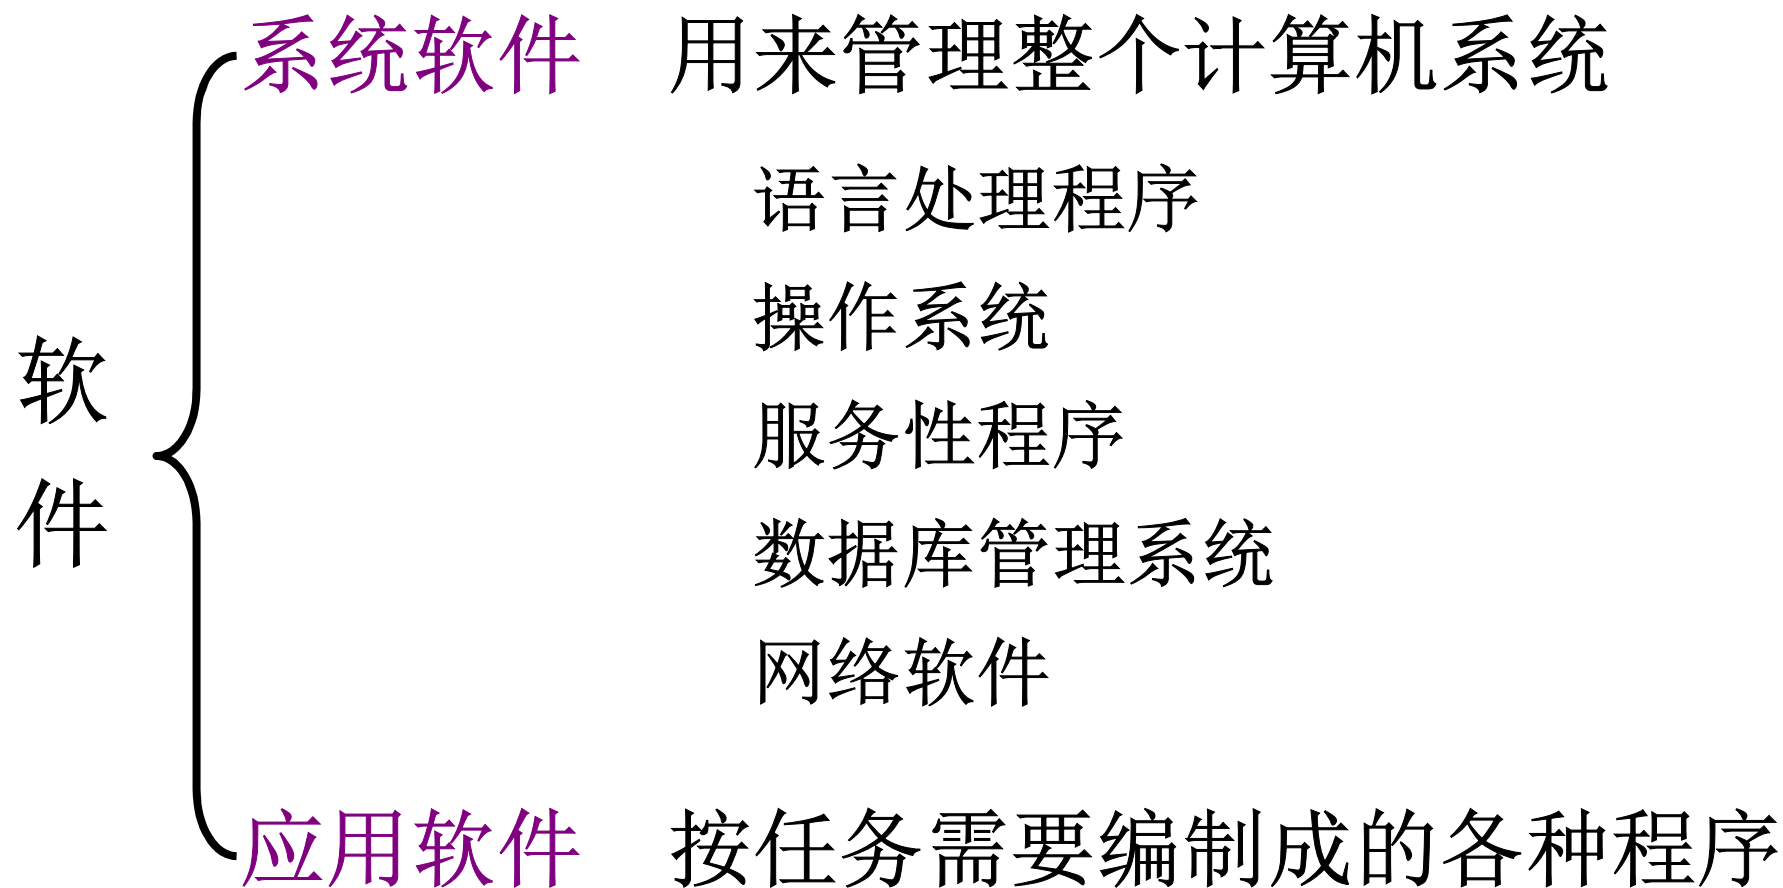 系统软件 用来管理整个计算机系统
语言处理程序
操作系统
服务性程序
数据库管理系统
网络软件
软件
应用软件 按任务需要编制成的各种程序